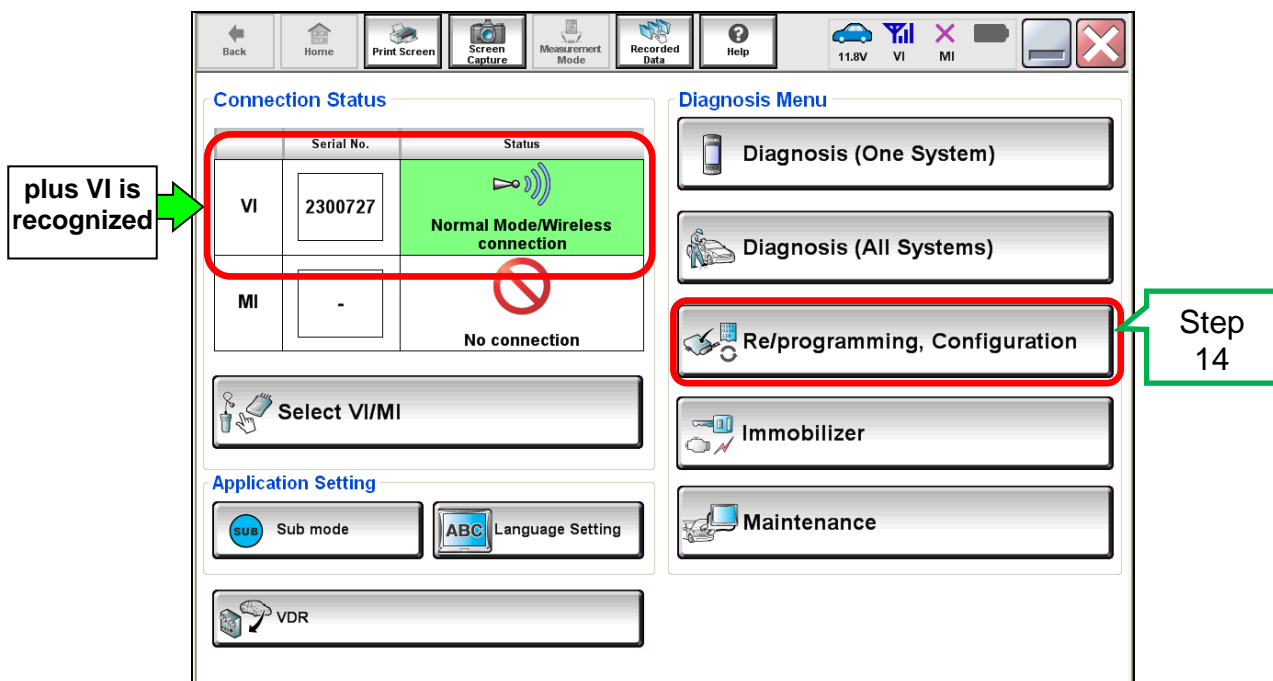 Back
Home
Print Screen
Screen
Capture
Measurement
Mode
Recorded
Data
Help
11.8V
VI
MI
Connection Status
Serial No.
Status
VI
2300727
Normal Mode/Wireless
connection
MI
-
No connection
Select VI/MI
Application Setting
SUB
Sub mode
ABC
Language Setting
VDR
Diagnosis Menu
Diagnosis (One System)
Diagnosis (All Systems)
Re/programming, Configuration
Immobilizer
Maintenance
plus VI is
recognized
Step
14